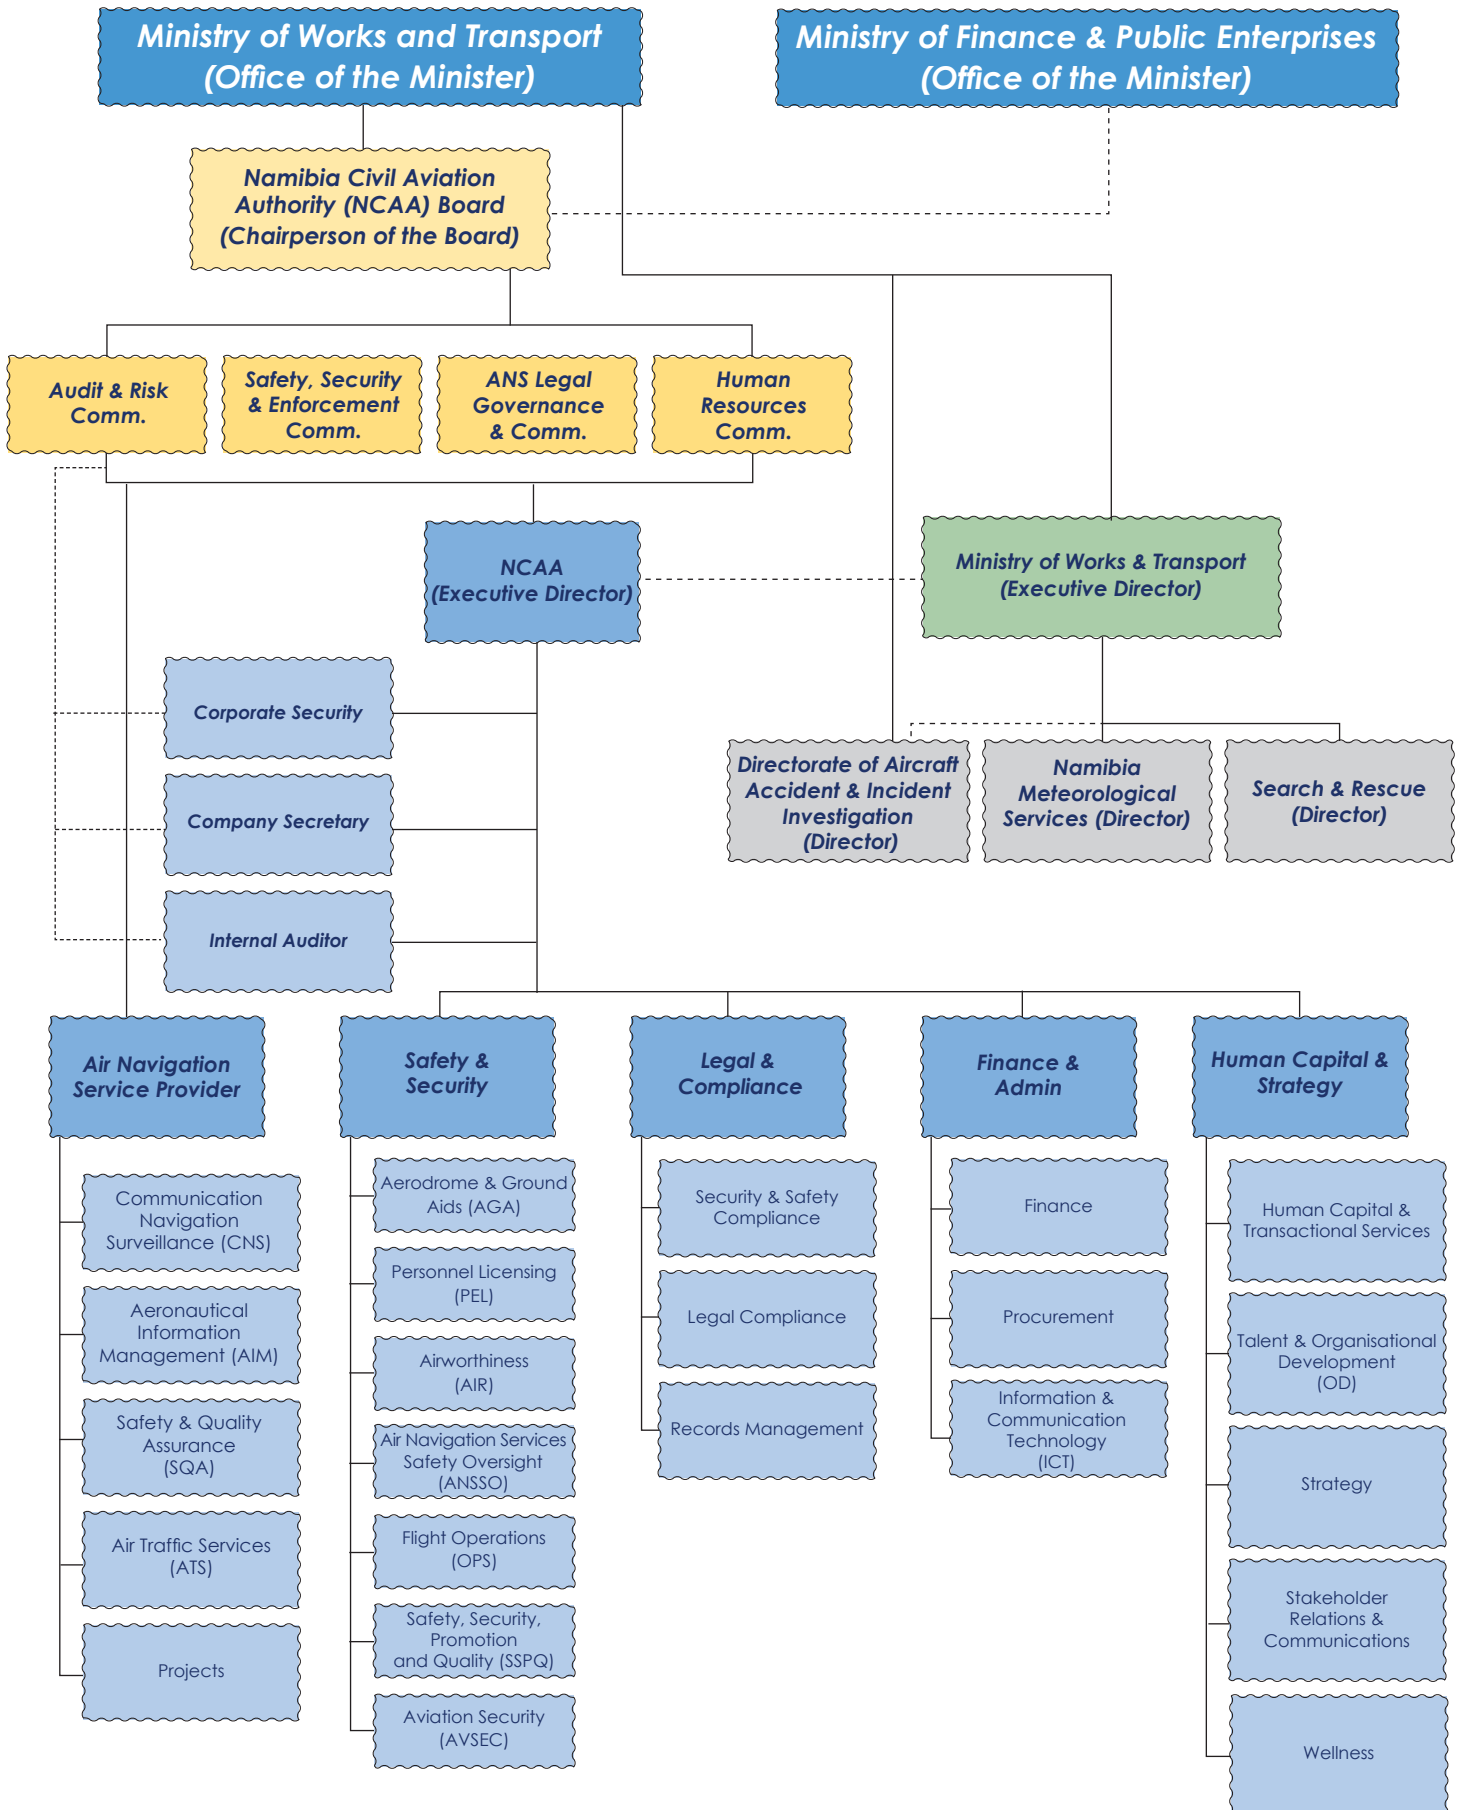 Ministry of Works and Transport
(Office of the Minister)
Ministry of Finance & Public Enterprises
(Office of the Minister)
Namibia Civil Aviation
Authority (NCAA) Board
(Chairperson of the Board)
Audit & Risk
Comm.
Safety, Security
& Enforcement
Comm.
ANS Legal
Governance
& Comm.
Human
Resources
Comm.
NCAA
(Executive Director)
Ministry of Works & Transport
(Executive Director)
Corporate Security
Company Secretary
Internal Auditor
Directorate of Aircraft
Accident & Incident
Investigation
(Director)
Namibia
Meteorological
Services (Director)
Search & Rescue
(Director)
Air Navigation
Service Provider
Communication
Navigation
Surveillance (CNS)
Aeronautical
Information
Management (AIM)
Safety & Quality
Assurance
(SQA)
Air Traffic Services
(ATS)
Projects
Safety &
Security
Aerodrome & Ground
Aids (AGA)
Personnel Licensing
(PEL)
Airworthiness
(AIR)
Air Navigation Services
Safety Oversight
(ANSSO)
Flight Operations
(OPS)
Safety, Security,
Promotion
and Quality (SSPQ)
Aviation Security
(AVSEC)
Legal &
Compliance
Security & Safety
Compliance
Legal Compliance
Records Management
Finance &
Admin
Finance
Procurement
Information &
Communication
Technology
(ICT)
Human Capital &
Strategy
Human Capital &
Transactional Services
Talent & Organisational
Development
(OD)
Strategy
Stakeholder
Relations &
Communications
Wellness